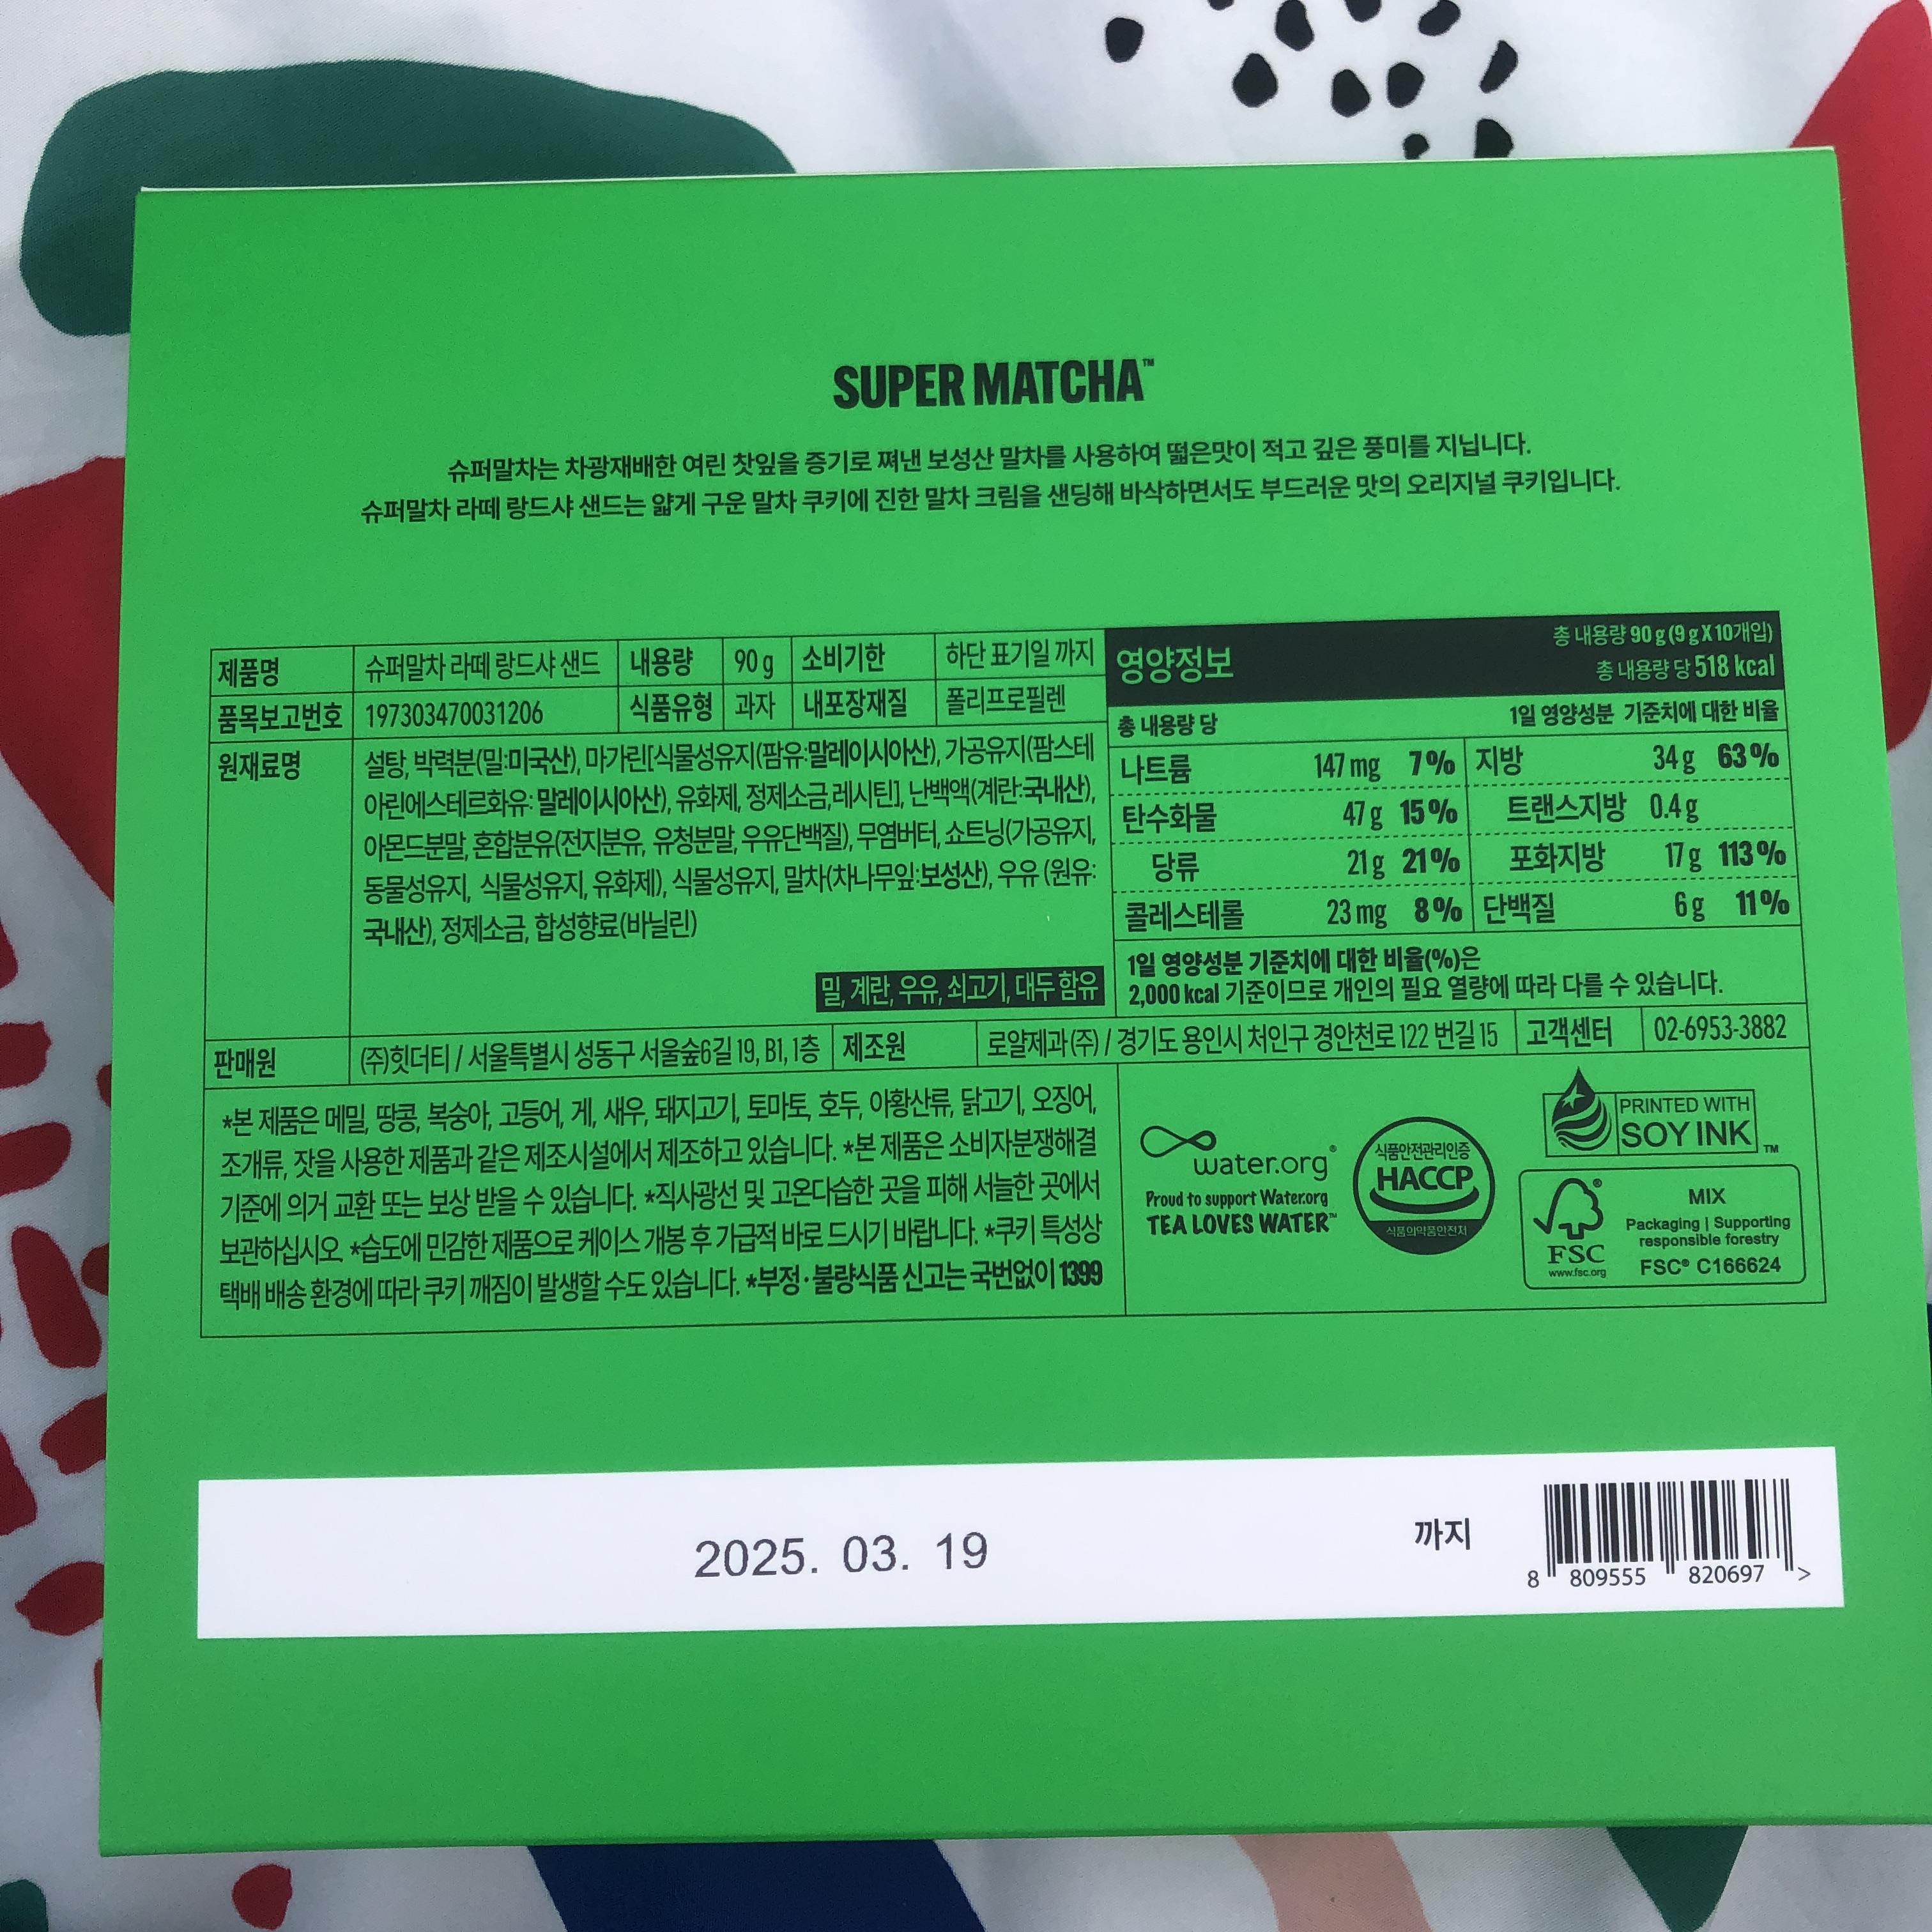 SUPER MATCHA™
슈퍼말차는 차광재배한 여린 찻잎을 증기로 쪄낸 보성산 말차를 사용하여 떫은맛이 적고 깊은 풍미를 지닙니다.
슈퍼말차 라떼 랑드샤 샌드는 얇게 구운 말차 쿠키에 진한 말차 크림을 샌딩해 바삭하면서도 부드러운 맛의 오리지널 쿠키입니다.
제품명 슈퍼말차 라떼 랑드샤 샌드 내용량 90 g 소비기한 하단 표기일 까지
품목보고번호 197303470031206 식품유형 과자 내포장재질 폴리프로필렌
원재료명 설탕, 박력분(밀:미국산), 마가린[식물성유지(팜유:말레이시아산), 가공유지(팜스테
아린에스테르화유: 말레이시아산), 유화제, 정제소금,레시틴], 난백액(계란:국내산),
아몬드분말, 혼합분유(전지분유, 유청분말, 우유단백질), 무염버터, 쇼트닝(가공유지,
동물성유지, 식물성유지, 유화제), 식물성유지, 말차(차나무잎:보성산), 우유 (원유:
국내산), 정제소금, 합성향료(바닐린)
밀, 계란, 우유, 쇠고기, 대두 함유
영양정보
총 내용량 90 g (9 g X 10개입)
총 내용량 당 518 kcal
총 내용량 당 1일 영양성분 기준치에 대한 비율
나트륨 147 mg 7% 지방 34 g 63%
탄수화물 47 g 15% 트랜스지방 0.4 g
당류 21 g 21% 포화지방 17 g 113%
콜레스테롤 23 mg 8% 단백질 6 g 11%
1일 영양성분 기준치에 대한 비율(%)은
2,000 kcal 기준이므로 개인의 필요 열량에 따라 다를 수 있습니다.
판매원 (주)힛더티 / 서울특별시 성동구 서울숲6길 19, B1, 1층 제조원 로얄제과(주) / 경기도 용인시 처인구 경안천로 122 번길 15 고객센터 02-6953-3882
*본 제품은 메밀, 땅콩, 복숭아, 고등어, 게, 새우, 돼지고기, 토마토, 호두, 아황산류, 닭고기, 오징어,
조개류, 잣을 사용한 제품과 같은 제조시설에서 제조하고 있습니다. *본 제품은 소비자분쟁해결
기준에 의거 교환 또는 보상 받을 수 있습니다. *직사광선 및 고온다습한 곳을 피해 서늘한 곳에서
보관하십시오. *습도에 민감한 제품으로 케이스 개봉 후 가급적 바로 드시기 바랍니다. *쿠키 특성상
택배 배송 환경에 따라 쿠키 깨짐이 발생할 수도 있습니다. *부정·불량식품 신고는 국번없이 1399
water.org®
Proud to support Water.org
TEA LOVES WATER™
식품안전관리인증
HACCP
식품의약품안전처
PRINTED WITH
SOY INK ™
FSC
www.fsc.org
MIX
Packaging | Supporting
responsible forestry
FSC® C166624
2025. 03. 19
까지
8 809555 820697 >